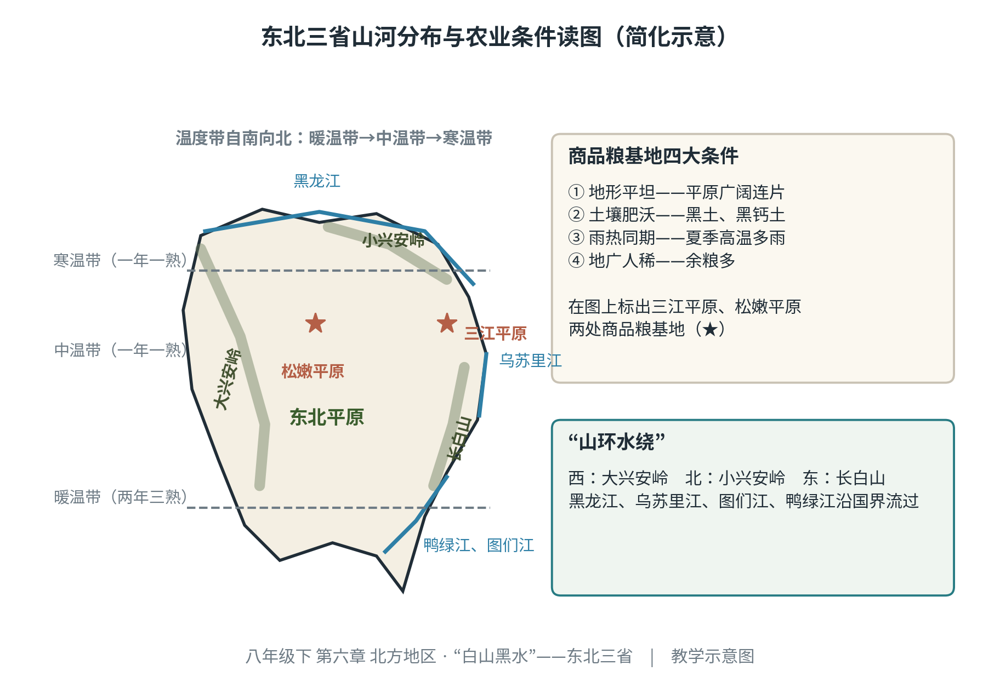 东北三省山河分布与农业条件读图（简化示意）
温度带自南向北：暖温带→中温带→寒温带
黑龙江
小兴安岭
寒温带（一年一熟）
三江平原
中温带（一年一熟）
乌苏里江
大兴安岭
松嫩平原
东北平原
长白山
暖温带（两年三熟）
鸭绿江、图们江
商品粮基地四大条件
① 地形平坦——平原广阔连片
② 土壤肥沃——黑土、黑钙土
③ 雨热同期——夏季高温多雨
④ 地广人稀——余粮多
在图上标出三江平原、松嫩平原
两处商品粮基地（★）
“山环水绕”
西：大兴安岭　北：小兴安岭　东：长白山
黑龙江、乌苏里江、图们江、鸭绿江沿国界流过
八年级下 第六章 北方地区 · “白山黑水”——东北三省　|　教学示意图